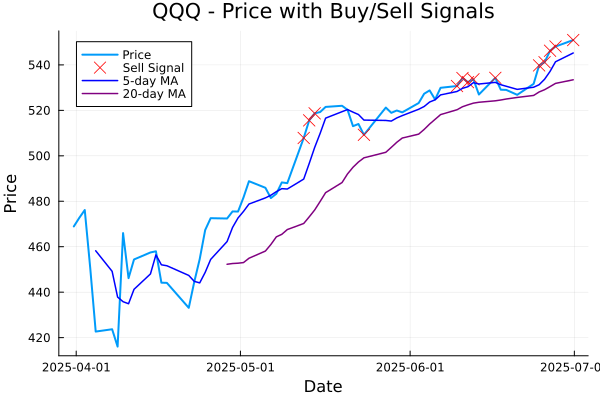 QQQ - Price with Buy/Sell Signals
Price
Sell Signal
5-day MA
20-day MA
540
520
500
480
460
440
420
Price
2025-04-01
2025-05-01
2025-06-01
2025-07-0
Date